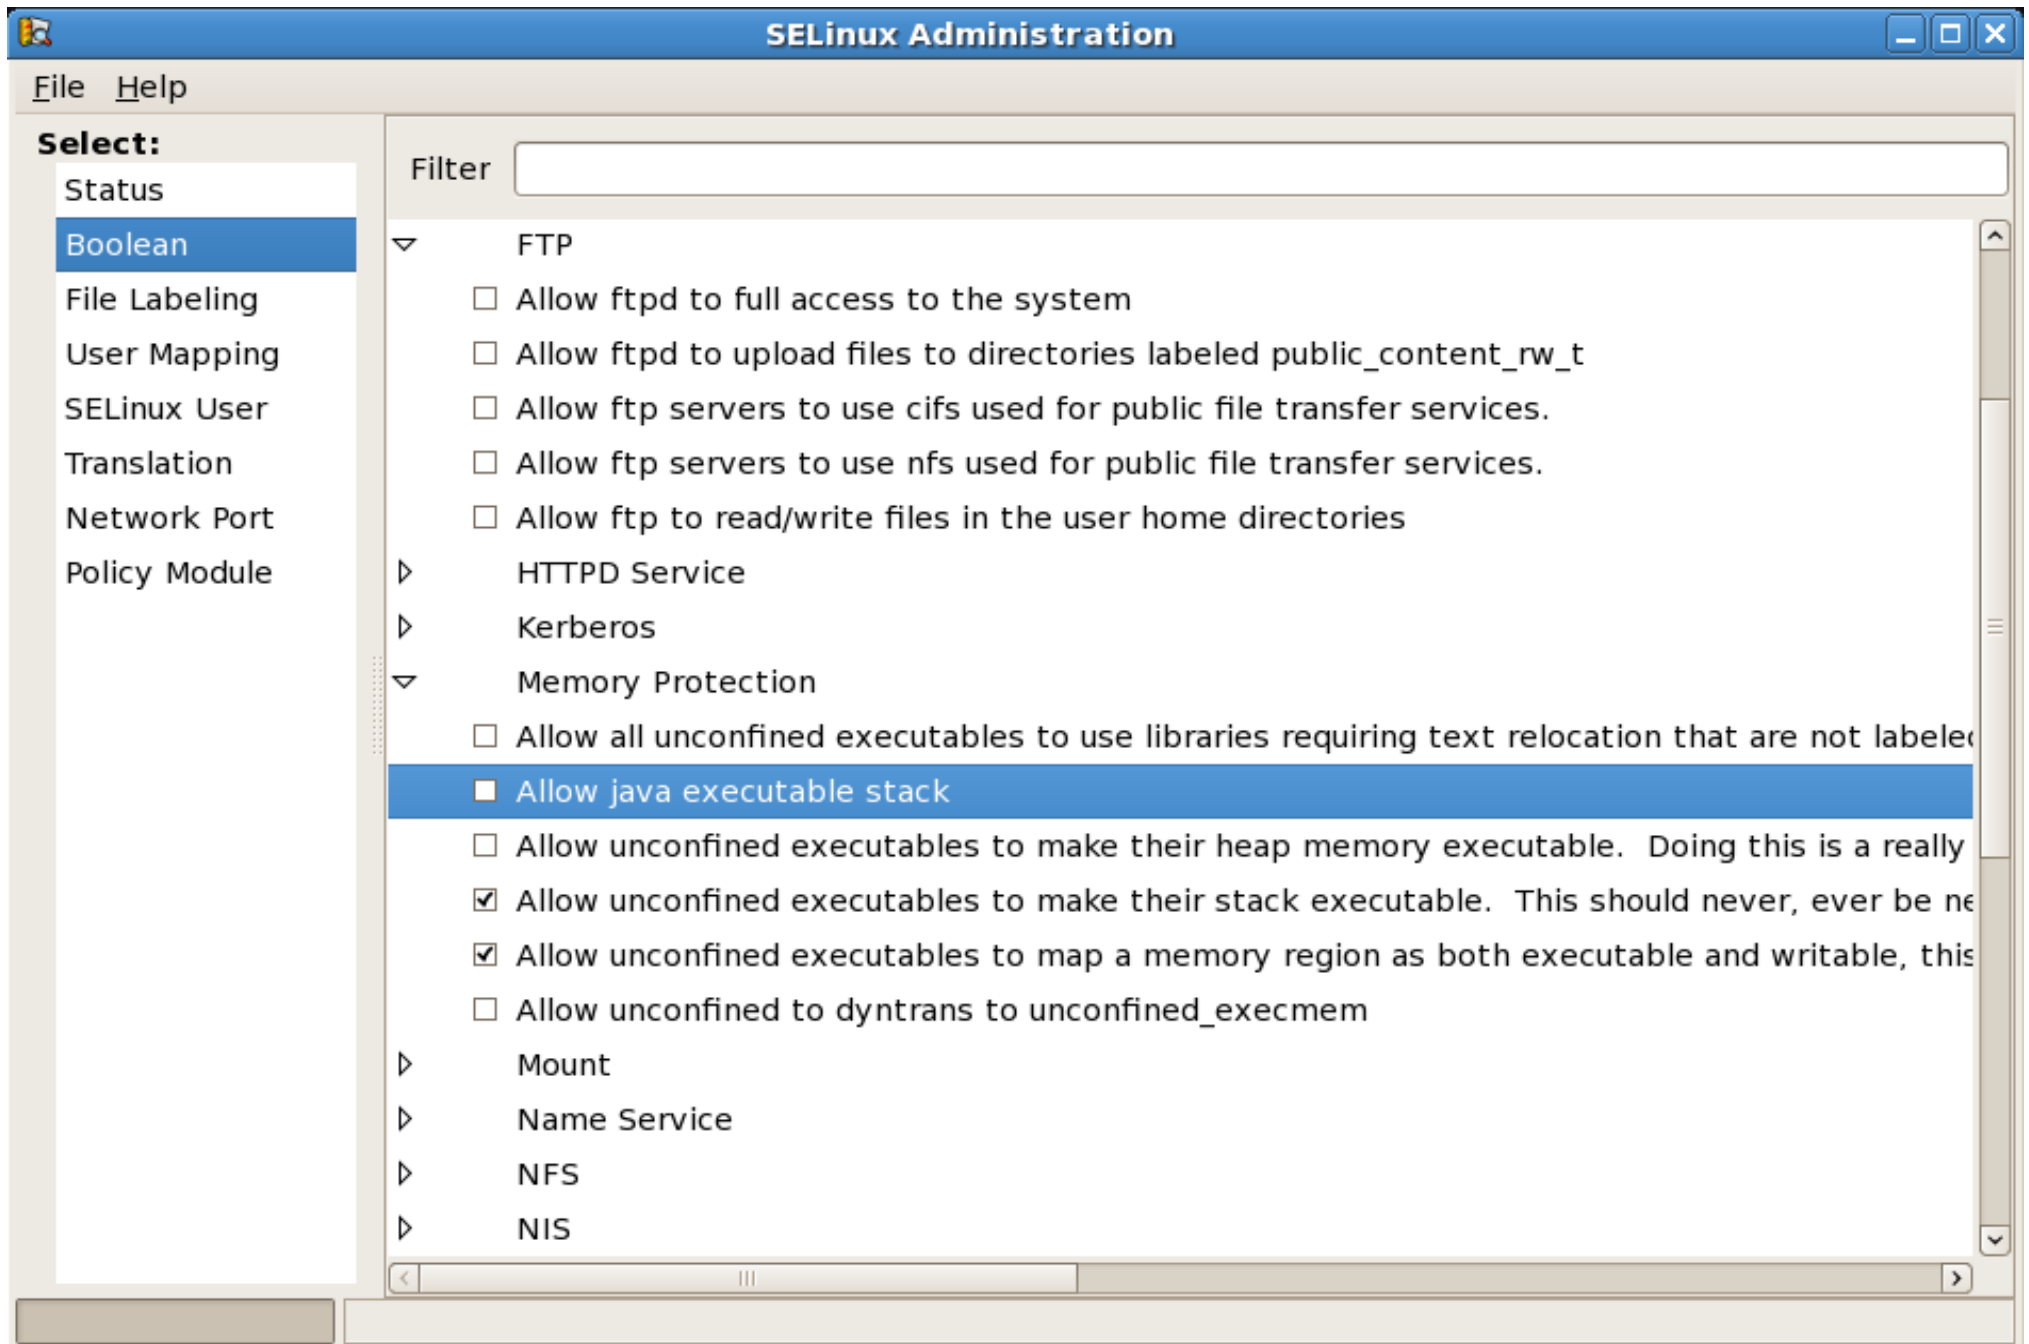 SELinux Administration
File Help
Select:
Status
Boolean
File Labeling
User Mapping
SELinux User
Translation
Network Port
Policy Module
Filter
FTP
Allow ftpd to full access to the system
Allow ftpd to upload files to directories labeled public_content_rw_t
Allow ftp servers to use cifs used for public file transfer services.
Allow ftp servers to use nfs used for public file transfer services.
Allow ftp to read/write files in the user home directories
HTTPD Service
Kerberos
Memory Protection
Allow all unconfined executables to use libraries requiring text relocation that are not labeled
Allow java executable stack
Allow unconfined executables to make their heap memory executable.  Doing this is a really
Allow unconfined executables to make their stack executable.  This should never, ever be ne
Allow unconfined executables to map a memory region as both executable and writable, this
Allow unconfined to dyntrans to unconfined_execmem
Mount
Name Service
NFS
NIS